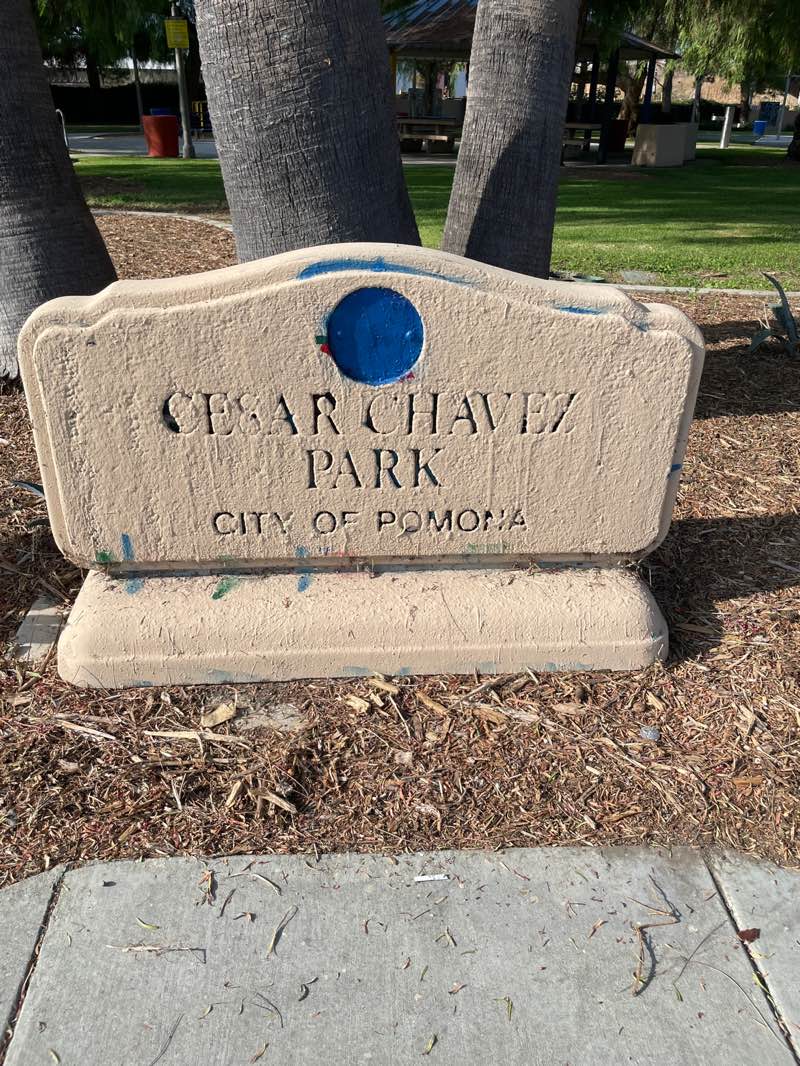 CESAR CHAVEZ
PARK
CITY OF POMONA